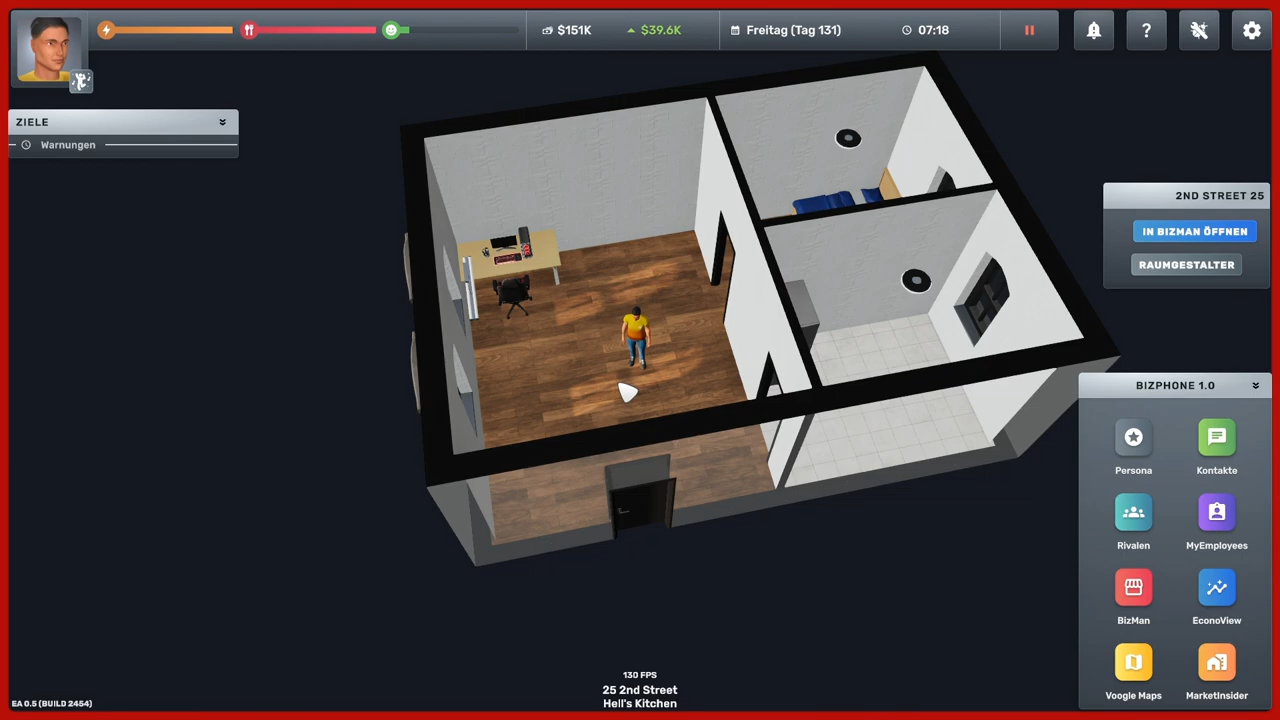 $151K
$39.6K
Freitag (Tag 131)
07:18
ZIELE
Warnungen
2ND STREET 25
IN BIZMAN ÖFFNEN
RAUMGESTALTER
BIZPHONE 1.0
Persona
Kontakte
Rivalen
MyEmployees
BizMan
EconoView
Voogle Maps
MarketInsider
130 FPS
25 2nd Street
Hell's Kitchen
EA 0.5 (BUILD 2454)